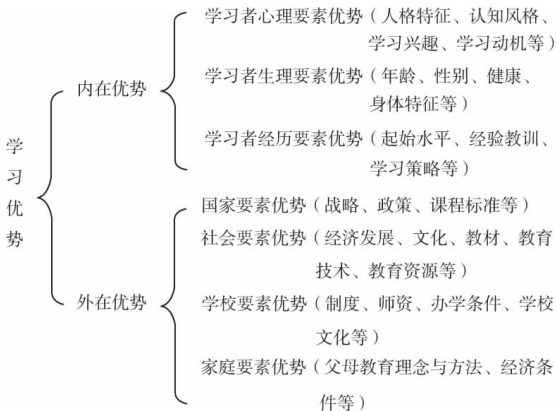 学习优势
内在优势
学习者心理要素优势（人格特征、认知风格、
学习兴趣、学习动机等）
学习者生理要素优势（年龄、性别、健康、
身体特征等）
学习者经历要素优势（起始水平、经验教训、
学习策略等）
外在优势
国家要素优势（战略、政策、课程标准等）
社会要素优势（经济发展、文化、教材、教育
技术、教育资源等）
学校要素优势（制度、师资、办学条件、学校
文化等）
家庭要素优势（父母教育理念与方法、经济条
件等）